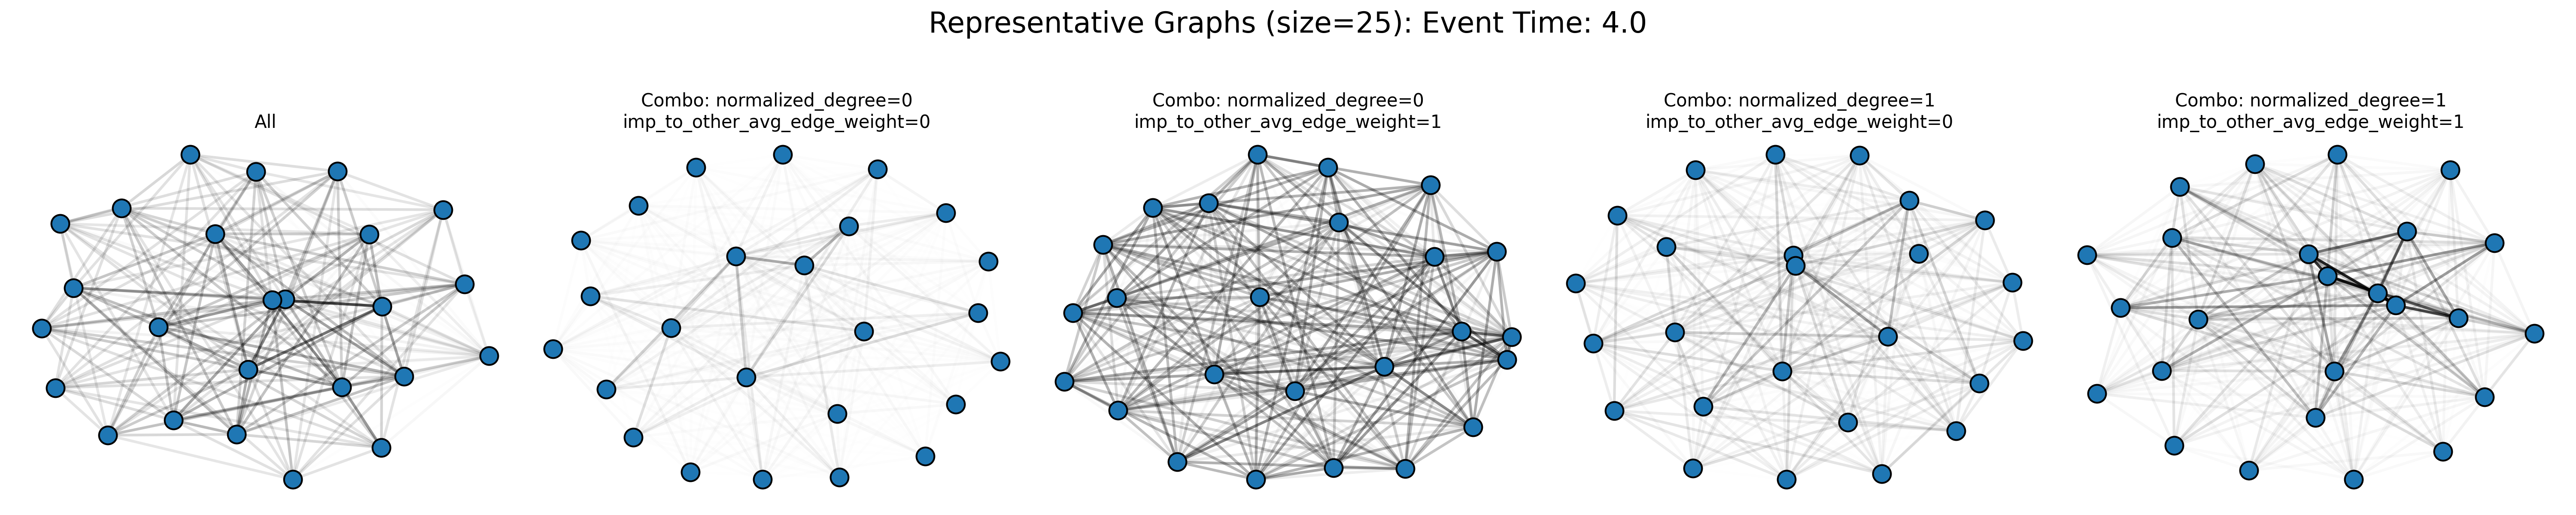 Representative Graphs (size=25): Event Time: 4.0
All
Combo: normalized_degree=0
imp_to_other_avg_edge_weight=0
Combo: normalized_degree=0
imp_to_other_avg_edge_weight=1
Combo: normalized_degree=1
imp_to_other_avg_edge_weight=0
Combo: normalized_degree=1
imp_to_other_avg_edge_weight=1